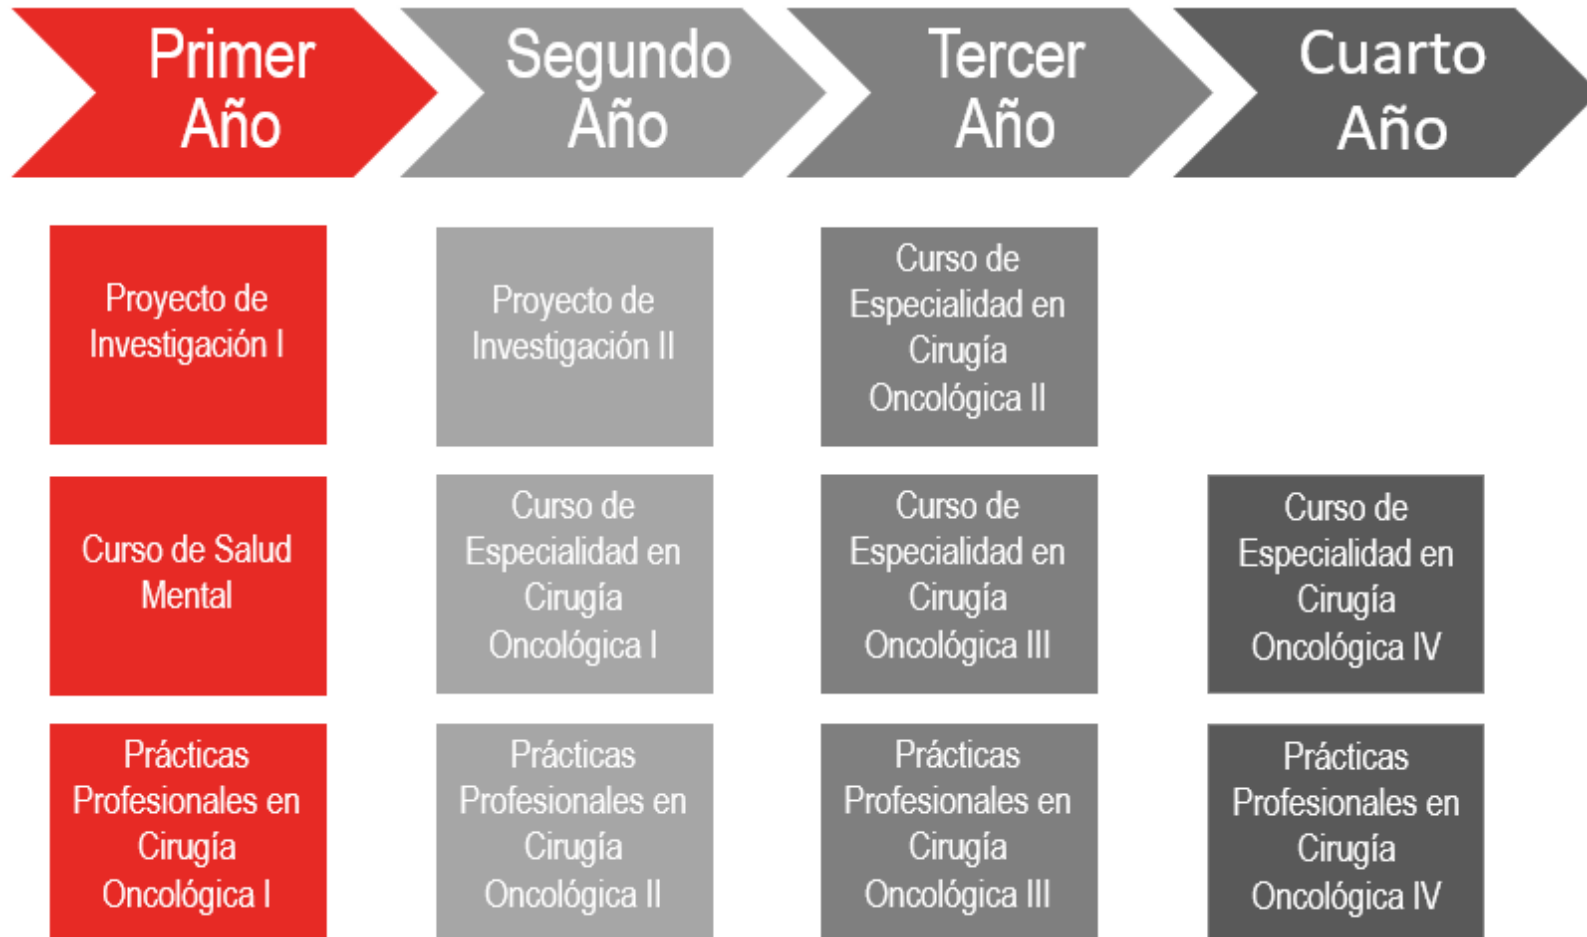 Primer
Año
Segundo
Año
Tercer
Año
Cuarto
Año
Proyecto de
Investigación I
Proyecto de
Investigación II
Curso de
Especialidad en
Cirugía
Oncológica II
Curso de Salud
Mental
Curso de
Especialidad en
Cirugía
Oncológica I
Curso de
Especialidad en
Cirugía
Oncológica III
Curso de
Especialidad en
Cirugía
Oncológica IV
Prácticas
Profesionales en
Cirugía
Oncológica I
Prácticas
Profesionales en
Cirugía
Oncológica II
Prácticas
Profesionales en
Cirugía
Oncológica III
Prácticas
Profesionales en
Cirugía
Oncológica IV